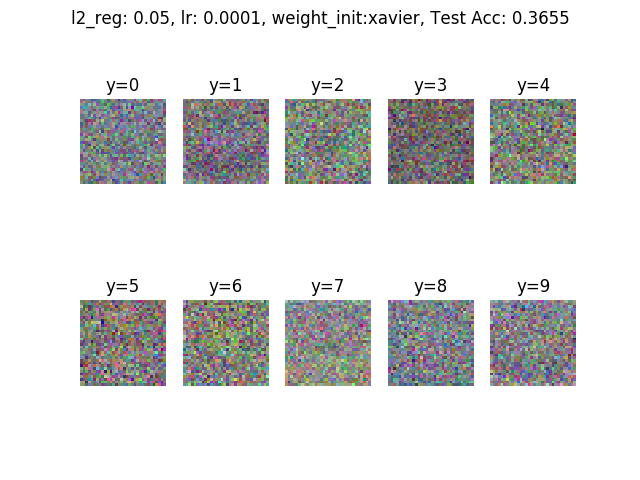 l2_reg: 0.05, lr: 0.0001, weight_init:xavier, Test Acc: 0.3655
y=0 y=1 y=2 y=3 y=4
y=5 y=6 y=7 y=8 y=9